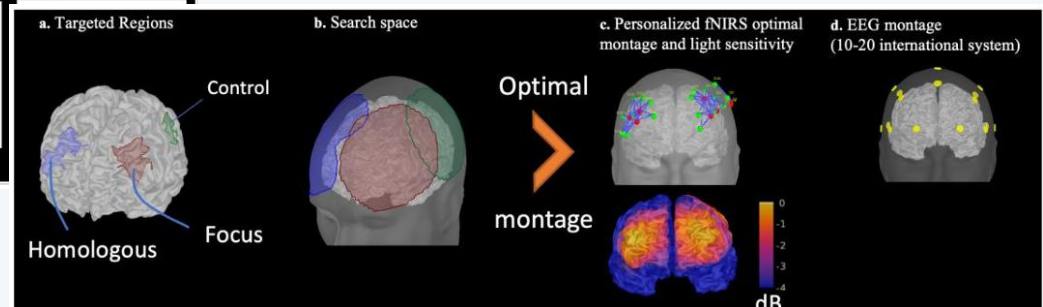 a. Targeted Regions
Control
Homologous
Focus
b. Search space
Optimal
montage
c. Personalized fNIRS optimal
montage and light sensitivity
0
-1
-2
-3
-4
dB
d. EEG montage
(10-20 international system)